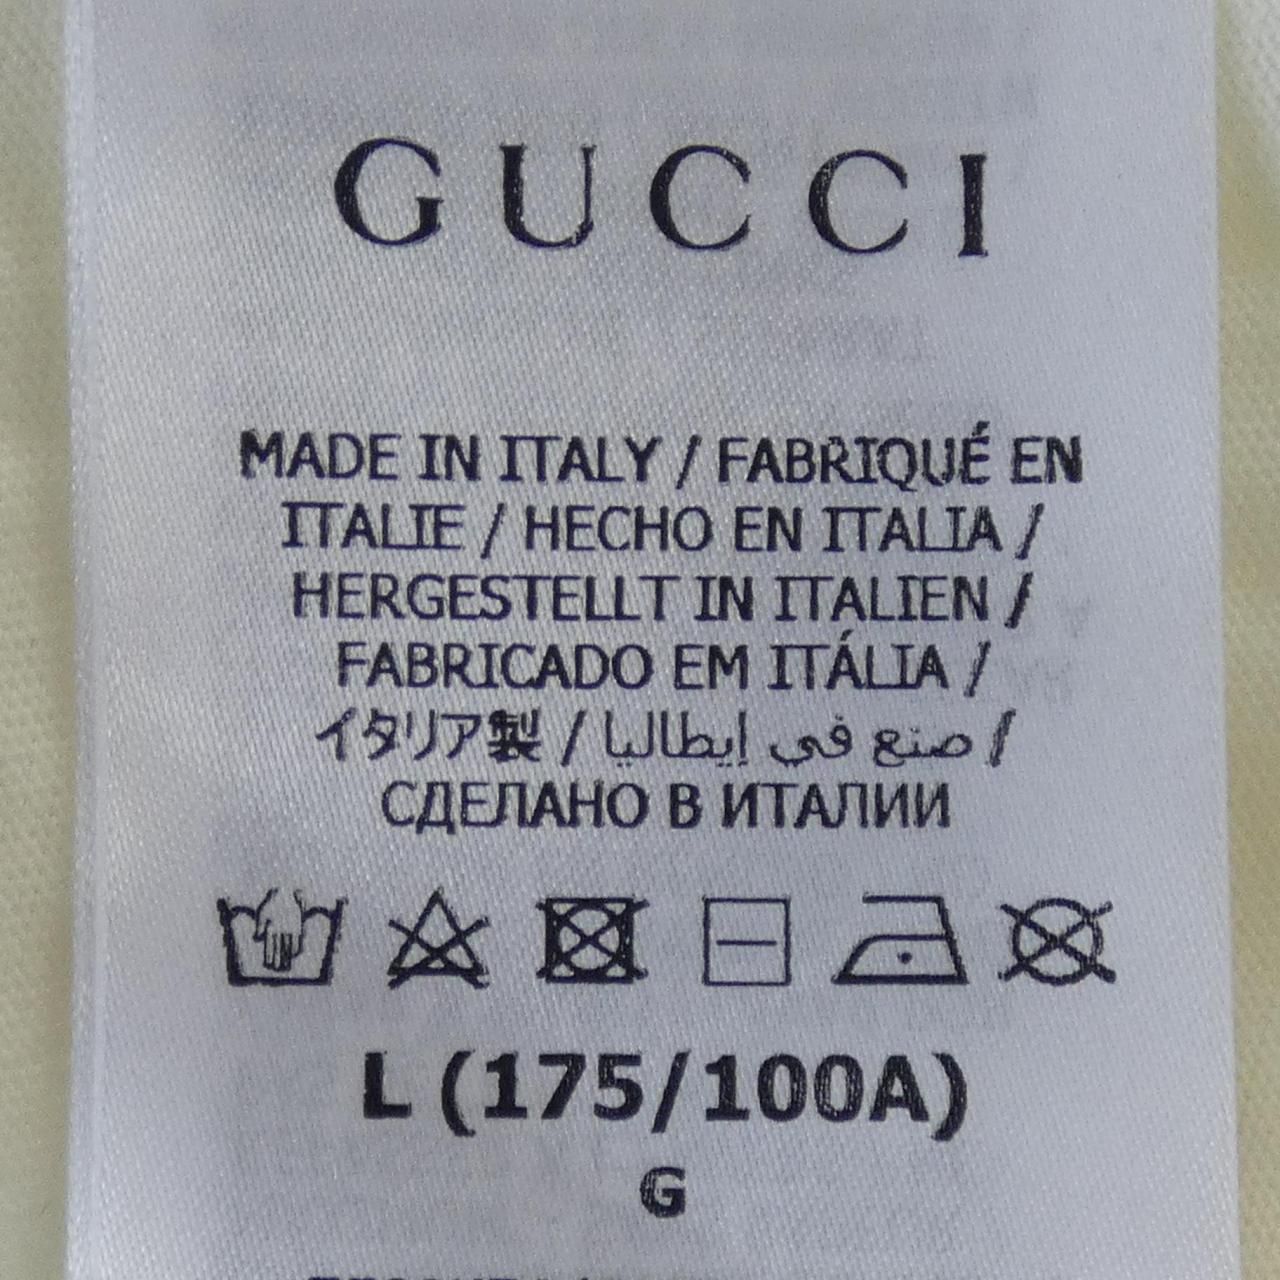 GUCCI
MADE IN ITALY / FABRIQUÉ EN
ITALIE / HECHO EN ITALIA /
HERGESTELLT IN ITALIEN /
FABRICADO EM ITÁLIA /
イタリア製 / صنع في إيطاليا /
СДЕЛАНО В ИТАЛИИ
L (175/100A)
G